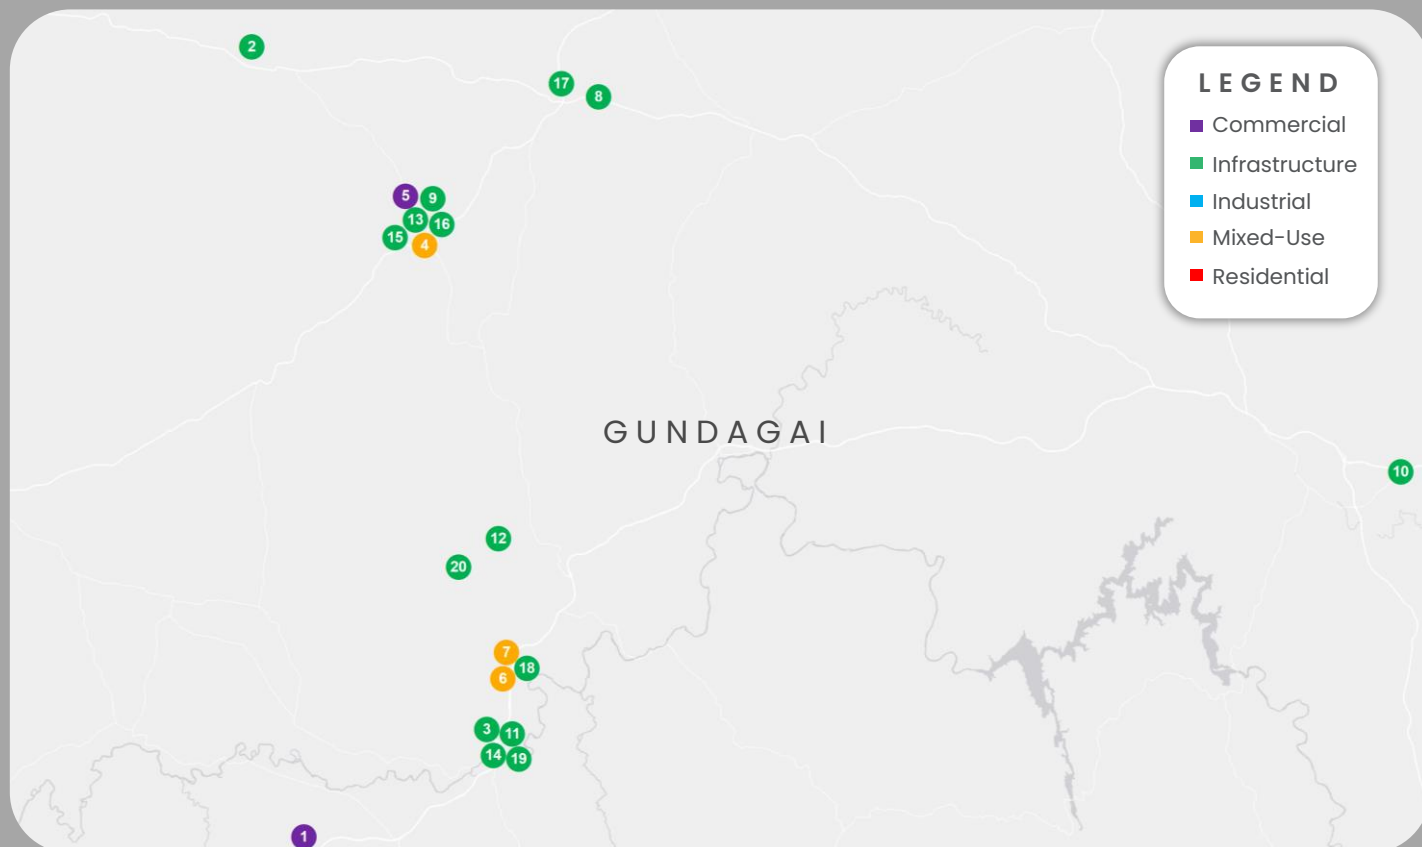 2
17
8
LEGEND
Commercial
Infrastructure
Industrial
Mixed-Use
Residential
5
9
13
16
15
4
GUNDAGAI
10
12
20
7
18
6
3
11
14
19
1